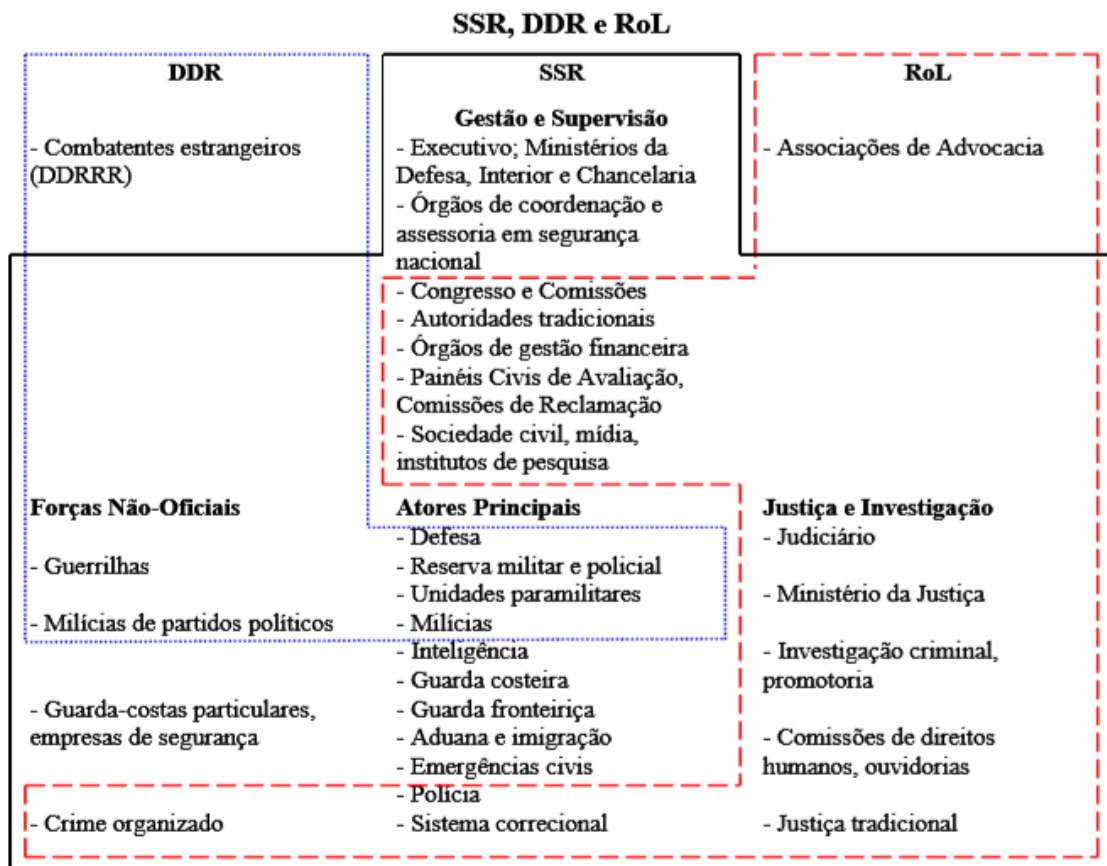 SSR, DDR e RoL
DDR
- Combatentes estrangeiros
(DDRRR)
SSR
Gestão e Supervisão
- Executivo; Ministérios da
Defesa, Interior e Chancelaria
- Órgãos de coordenação e
assessoria em segurança
nacional
- Congresso e Comissões
- Autoridades tradicionais
- Órgãos de gestão financeira
- Painéis Civis de Avaliação,
Comissões de Reclamação
- Sociedade civil, mídia,
institutos de pesquisa
RoL
- Associações de Advocacia
Forças Não-Oficiais
- Guerrilhas
- Milícias de partidos políticos
- Guarda-costas particulares,
empresas de segurança
- Crime organizado
Atores Principais
- Defesa
- Reserva militar e policial
- Unidades paramilitares
- Milícias
- Inteligência
- Guarda costeira
- Guarda fronteiriça
- Aduana e imigração
- Emergências civis
- Polícia
- Sistema correcional
Justiça e Investigação
- Judiciário
- Ministério da Justiça
- Investigação criminal,
promotoria
- Comissões de direitos
humanos, ouvidorias
- Justiça tradicional